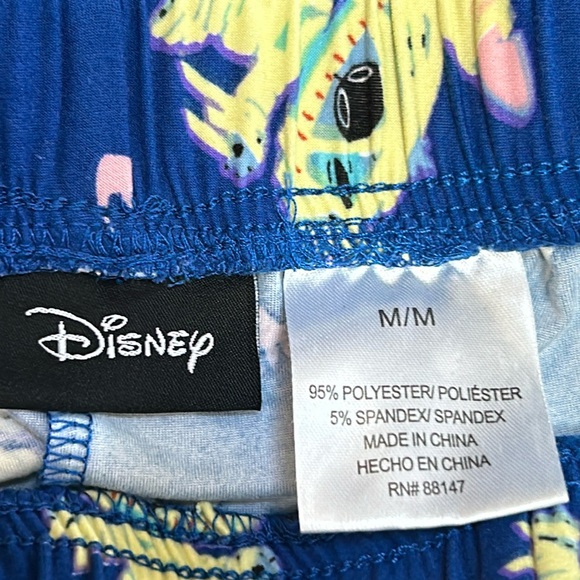 Disney
M/M
95% POLYESTER/ POLIÉSTER
5% SPANDEX/ SPANDEX
MADE IN CHINA
HECHO EN CHINA
RN# 88147